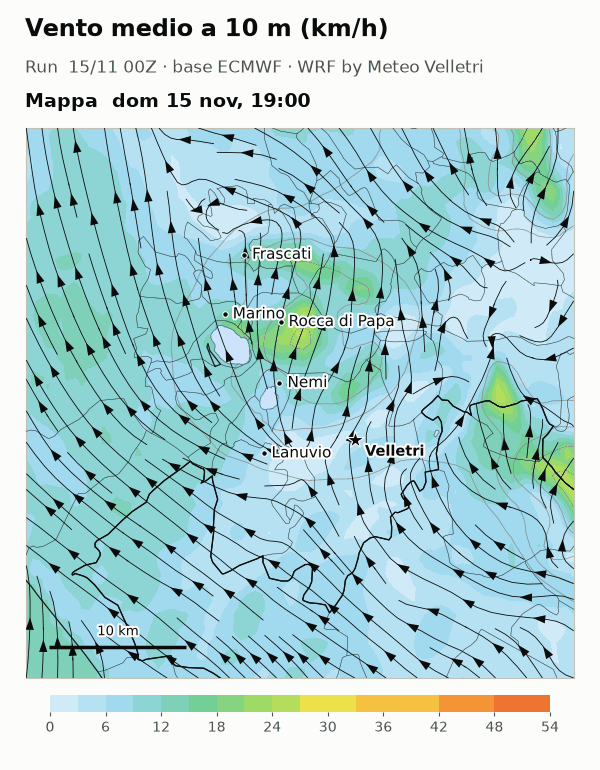 Vento medio a 10 m (km/h)
Run 15/11 00Z · base ECMWF · WRF by Meteo Velletri
Mappa dom 15 nov, 19:00
Frascati
Marino
Rocca di Papa
Nemi
Lanuvio
Velletri
10 km
0 6 12 18 24 30 36 42 48 54